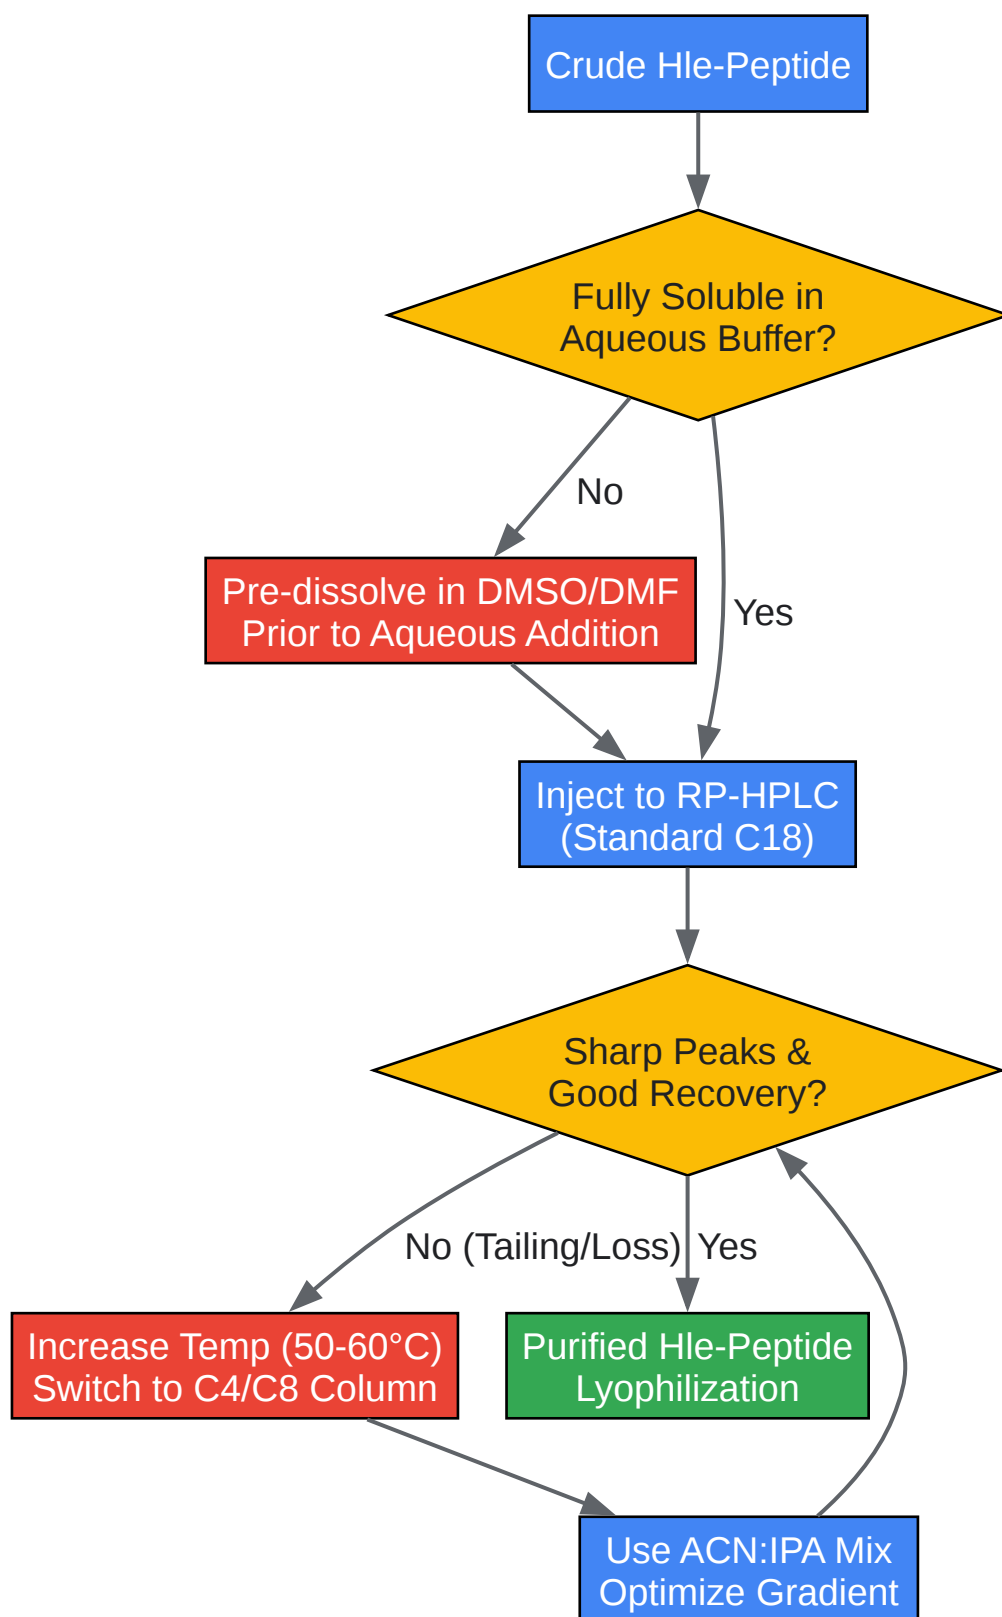 Crude Hle-Peptide
Fully Soluble in
Aqueous Buffer?
No
Pre-dissolve in DMSO/DMF
Prior to Aqueous Addition
Yes
Inject to RP-HPLC
(Standard C18)
Sharp Peaks &
Good Recovery?
No (Tailing/Loss)
Yes
Increase Temp (50-60°C)
Switch to C4/C8 Column
Purified Hle-Peptide
Lyophilization
Use ACN:IPA Mix
Optimize Gradient